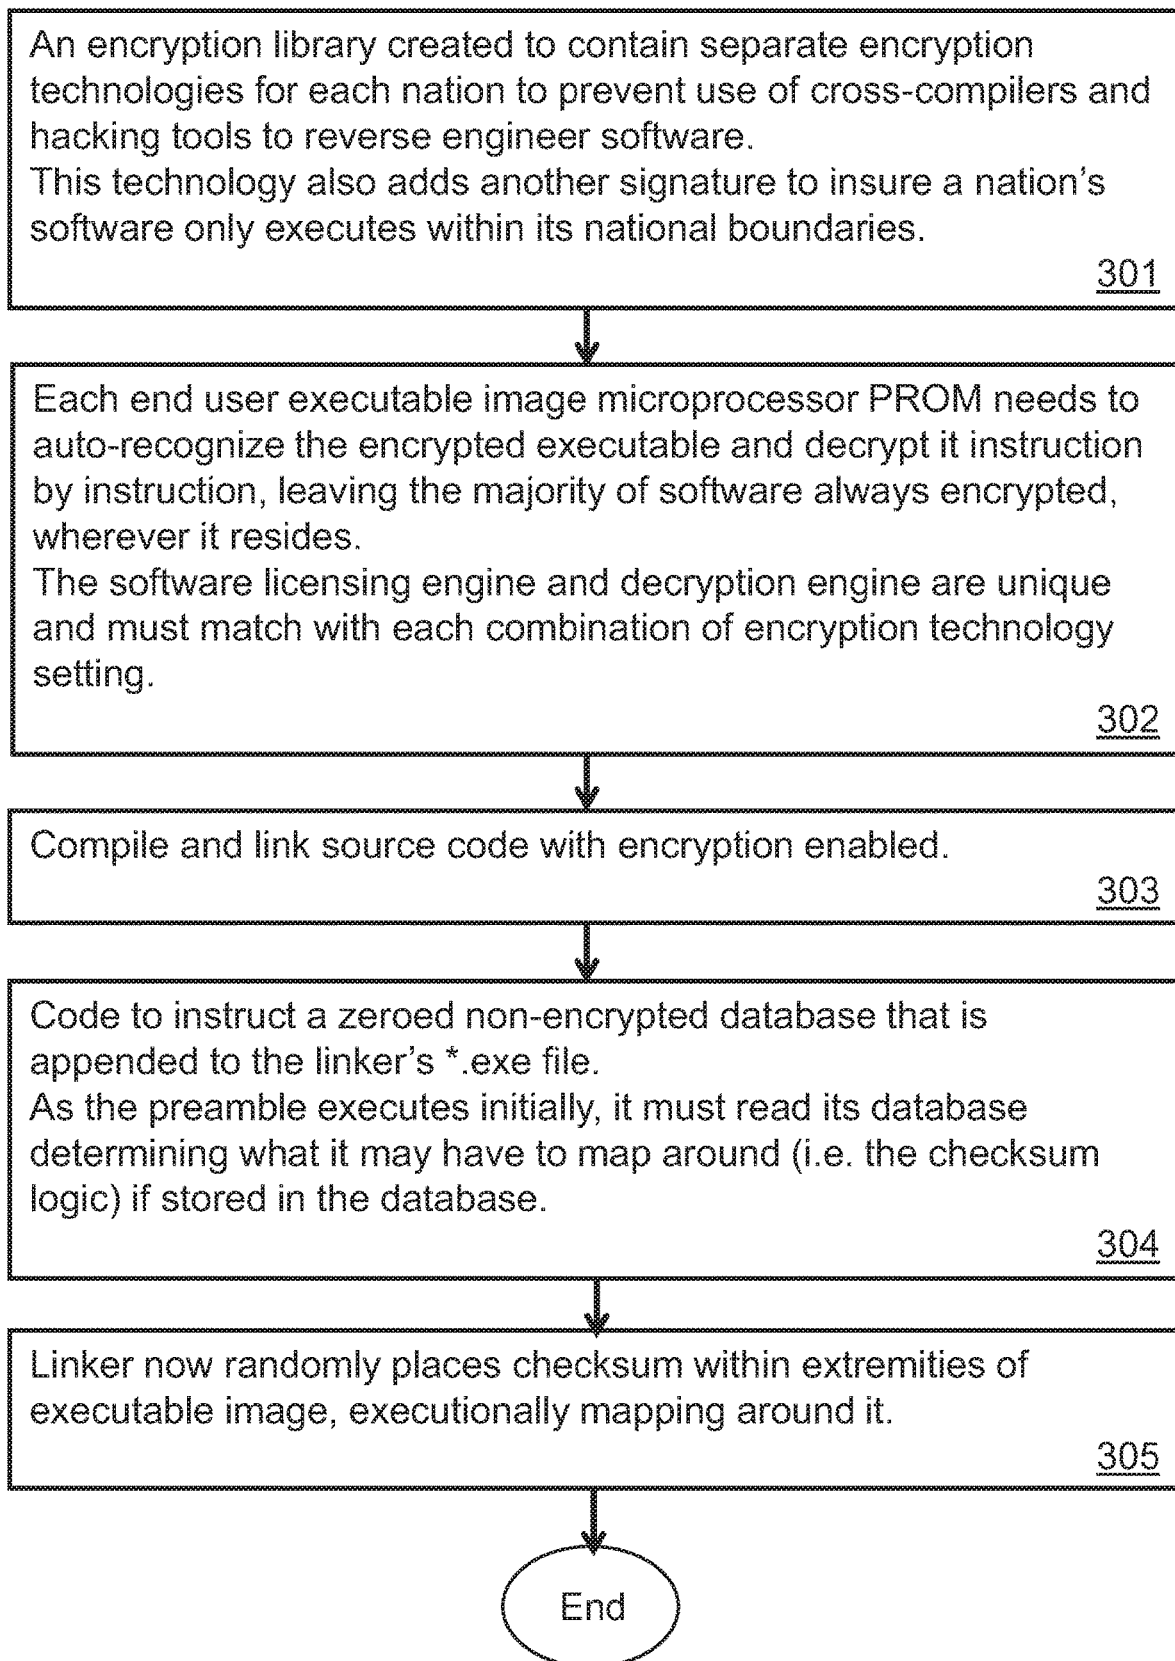 An encryption library created to contain separate encryption
technologies for each nation to prevent use of cross-compilers and
hacking tools to reverse engineer software.
This technology also adds another signature to insure a nation's
software only executes within its national boundaries.
301
Each end user executable image microprocessor PROM needs to
auto-recognize the encrypted executable and decrypt it instruction
by instruction, leaving the majority of software always encrypted,
wherever it resides.
The software licensing engine and decryption engine are unique
and must match with each combination of encryption technology
setting.
302
Compile and link source code with encryption enabled.
303
Code to instruct a zeroed non-encrypted database that is
appended to the linker's *.exe file.
As the preamble executes initially, it must read its database
determining what it may have to map around (i.e. the checksum
logic) if stored in the database.
304
Linker now randomly places checksum within extremities of
executable image, executionally mapping around it.
305
End